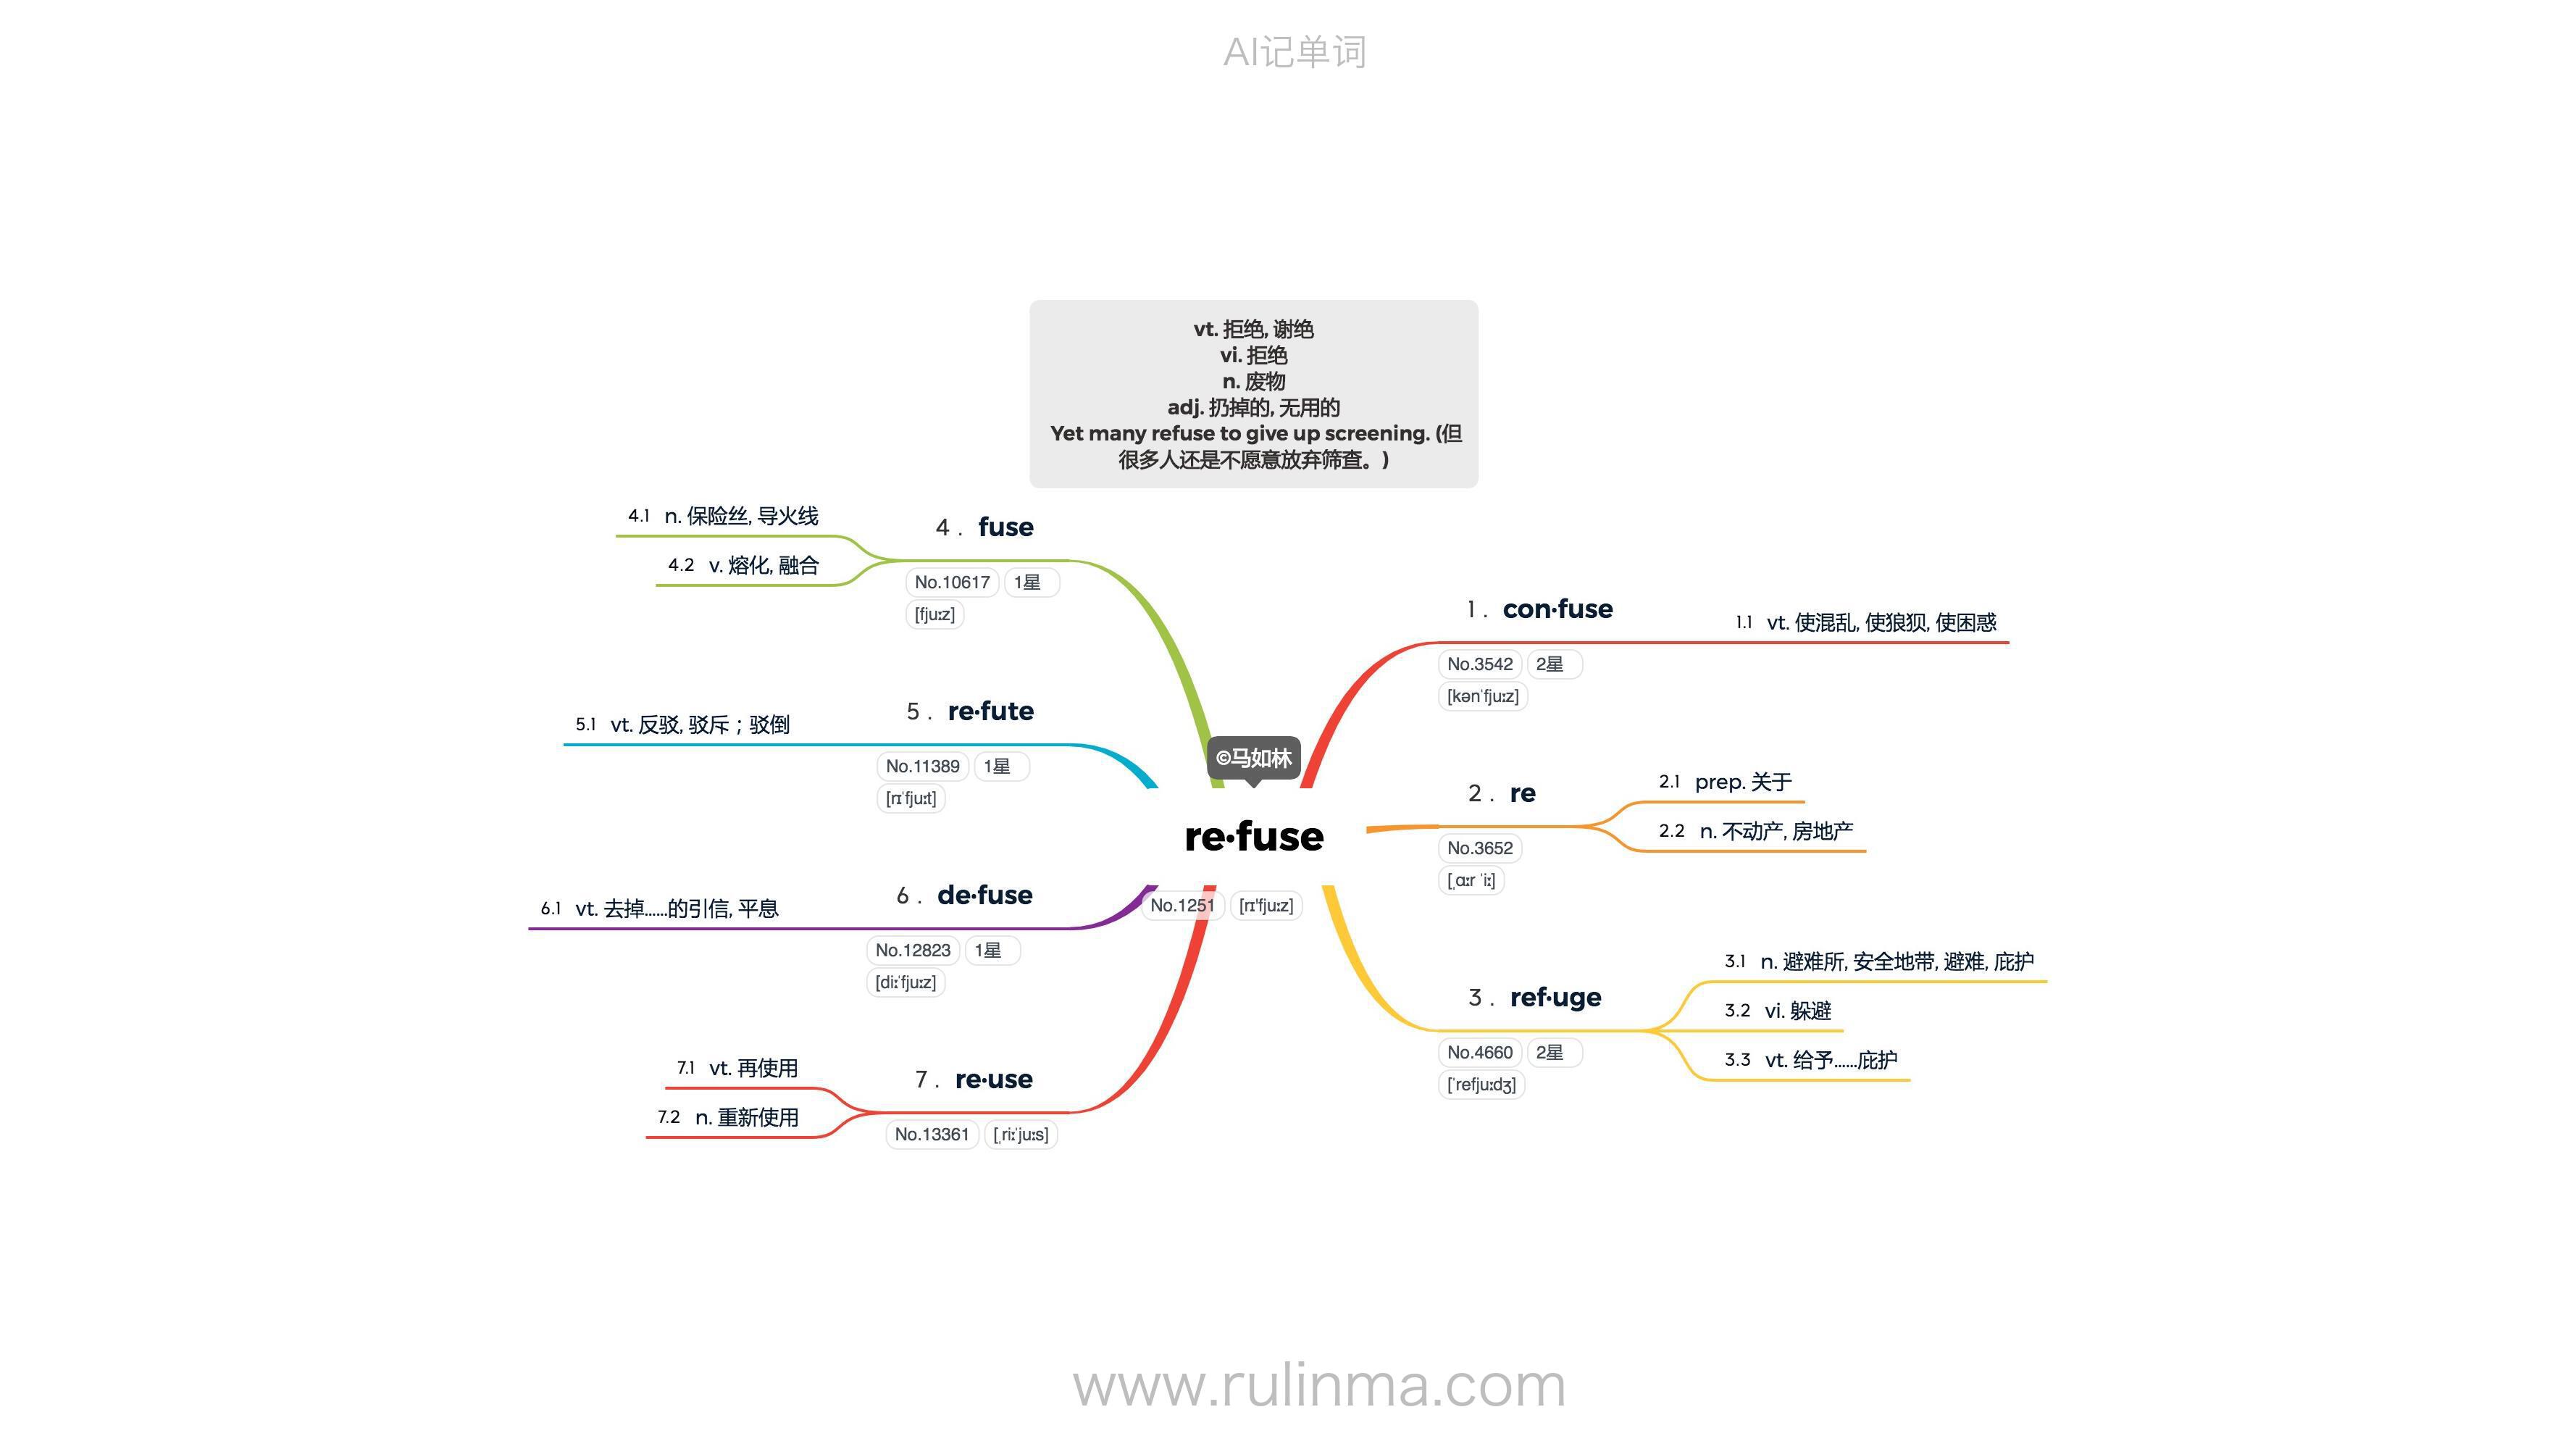 AI记单词
vt. 拒绝, 谢绝
vi. 拒绝
n. 废物
adj. 扔掉的, 无用的
Yet many refuse to give up screening. (但
很多人还是不愿意放弃筛查。)
©马如林
re·fuse
No.1251 [rɪ'fjuːz]
1 . con·fuse
No.3542 2星
[kənˈfjuːz]
1.1 vt. 使混乱, 使狼狈, 使困惑
2 . re
No.3652
[ˌɑːr ˈiː]
2.1 prep. 关于
2.2 n. 不动产, 房地产
3 . ref·uge
No.4660 2星
[ˈrefjuːdʒ]
3.1 n. 避难所, 安全地带, 避难, 庇护
3.2 vi. 躲避
3.3 vt. 给予......庇护
4 . fuse
No.10617 1星
[fjuːz]
4.1 n. 保险丝, 导火线
4.2 v. 熔化, 融合
5 . re·fute
No.11389 1星
[rɪˈfjuːt]
5.1 vt. 反驳, 驳斥；驳倒
6 . de·fuse
No.12823 1星
[diːˈfjuːz]
6.1 vt. 去掉......的引信, 平息
7 . re·use
No.13361 [ˌriːˈjuːs]
7.1 vt. 再使用
7.2 n. 重新使用
www.rulinma.com